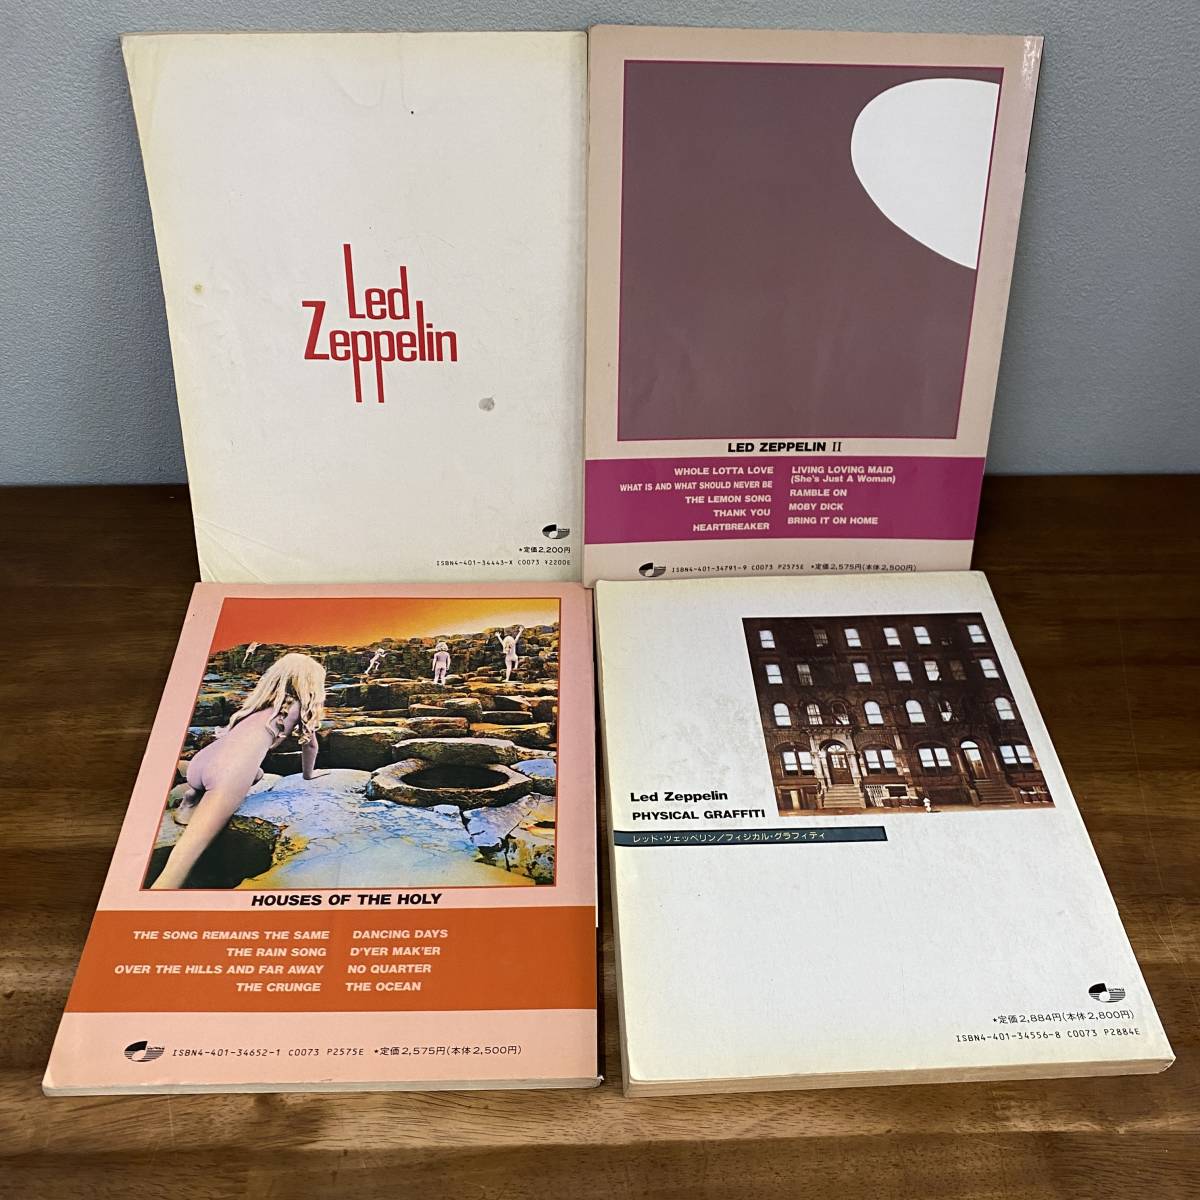 Led
Zeppelin
*定価2,200円
ISBN4-401-34443-X C0073 ¥2200E
LED ZEPPELIN II
WHOLE LOTTA LOVE
WHAT IS AND WHAT SHOULD NEVER BE
THE LEMON SONG
THANK YOU
HEARTBREAKER
LIVING LOVING MAID
(She's Just A Woman)
RAMBLE ON
MOBY DICK
BRING IT ON HOME
ISBN4-401-34791-9 C0073 P2575E *定価2,575円(本体2,500円)
HOUSES OF THE HOLY
THE SONG REMAINS THE SAME
THE RAIN SONG
OVER THE HILLS AND FAR AWAY
THE CRUNGE
DANCING DAYS
D'YER MAK'ER
NO QUARTER
THE OCEAN
ISBN4-401-34652-1 C0073 P2575E *定価2,575円(本体2,500円)
Led Zeppelin
PHYSICAL GRAFFITI
レッド・ツェッペリン/フィジカル・グラフィティ
*定価2,884円(本体2,800円)
ISBN4-401-34556-8 C0073 P2884E